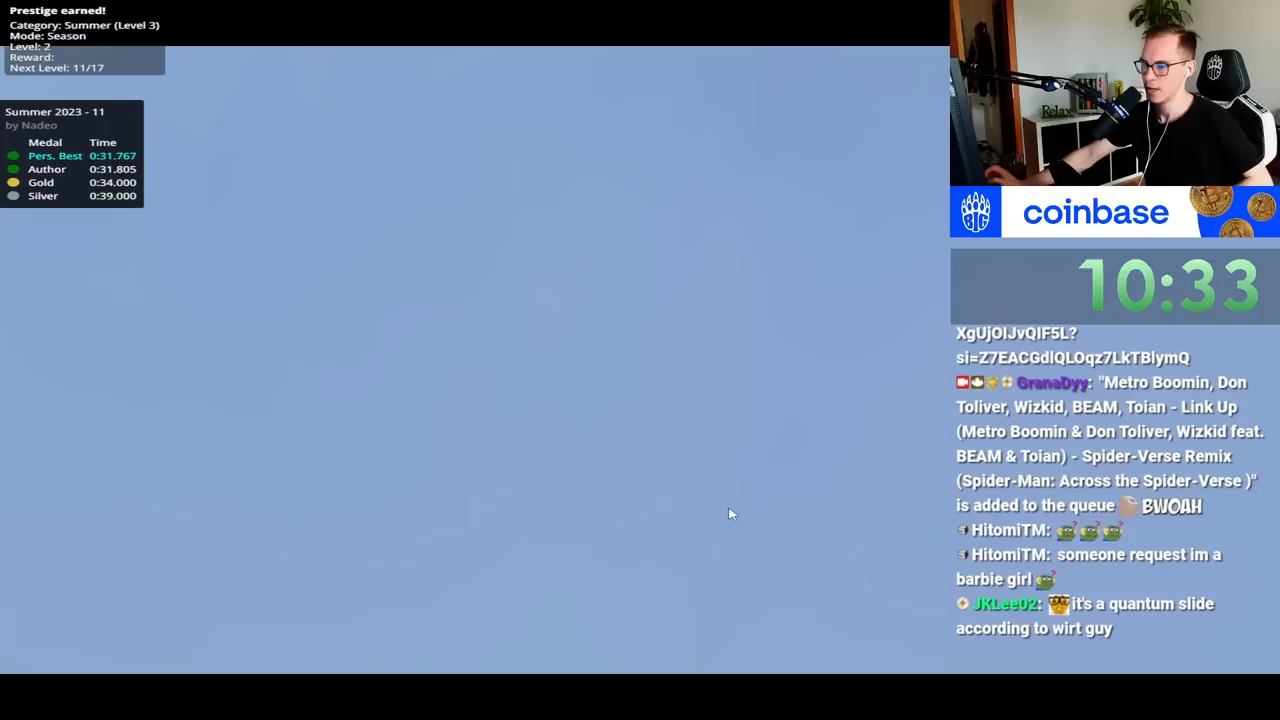 Prestige earned!
Category: Summer (Level 3)
Mode: Season
Level: 2
Reward:
Next Level: 11/17
Summer 2023 - 11
by Nadeo
Medal Time
Pers. Best 0:31.767
Author 0:31.805
Gold 0:34.000
Silver 0:39.000
Relax
BIG
coinbase
10:33
XgUjOIJvQIF5L?
si=Z7EACGdlQLOqz7LkTBlymQ
GranaDyy: "Metro Boomin, Don
Toliver, Wizkid, BEAM, Toian - Link Up
(Metro Boomin & Don Toliver, Wizkid feat.
BEAM & Toian) - Spider-Verse Remix
(Spider-Man: Across the Spider-Verse )"
is added to the queue BWOAH
HitomiTM:
HitomiTM: someone request im a
barbie girl
JKLee02: it's a quantum slide
according to wirt guy